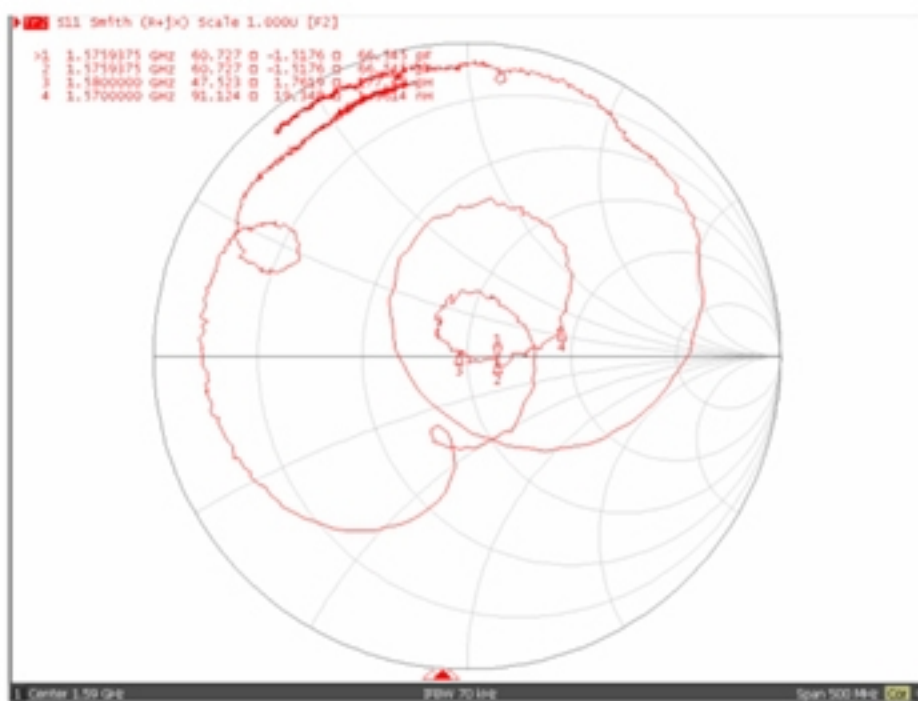 S11 Smith (R+jX) Scale 1.000U [F2]
>1 1.5759375 GHz 60.727 Ω -1.5176 Ω
2 1.5759375 GHz 60.727 Ω -1.5176 Ω
3 1.5800000 GHz 47.523 Ω
4 1.5700000 GHz 91.124 Ω
1 Center 1.59 GHz IFBW 70 kHz Span 500 MHz Cor